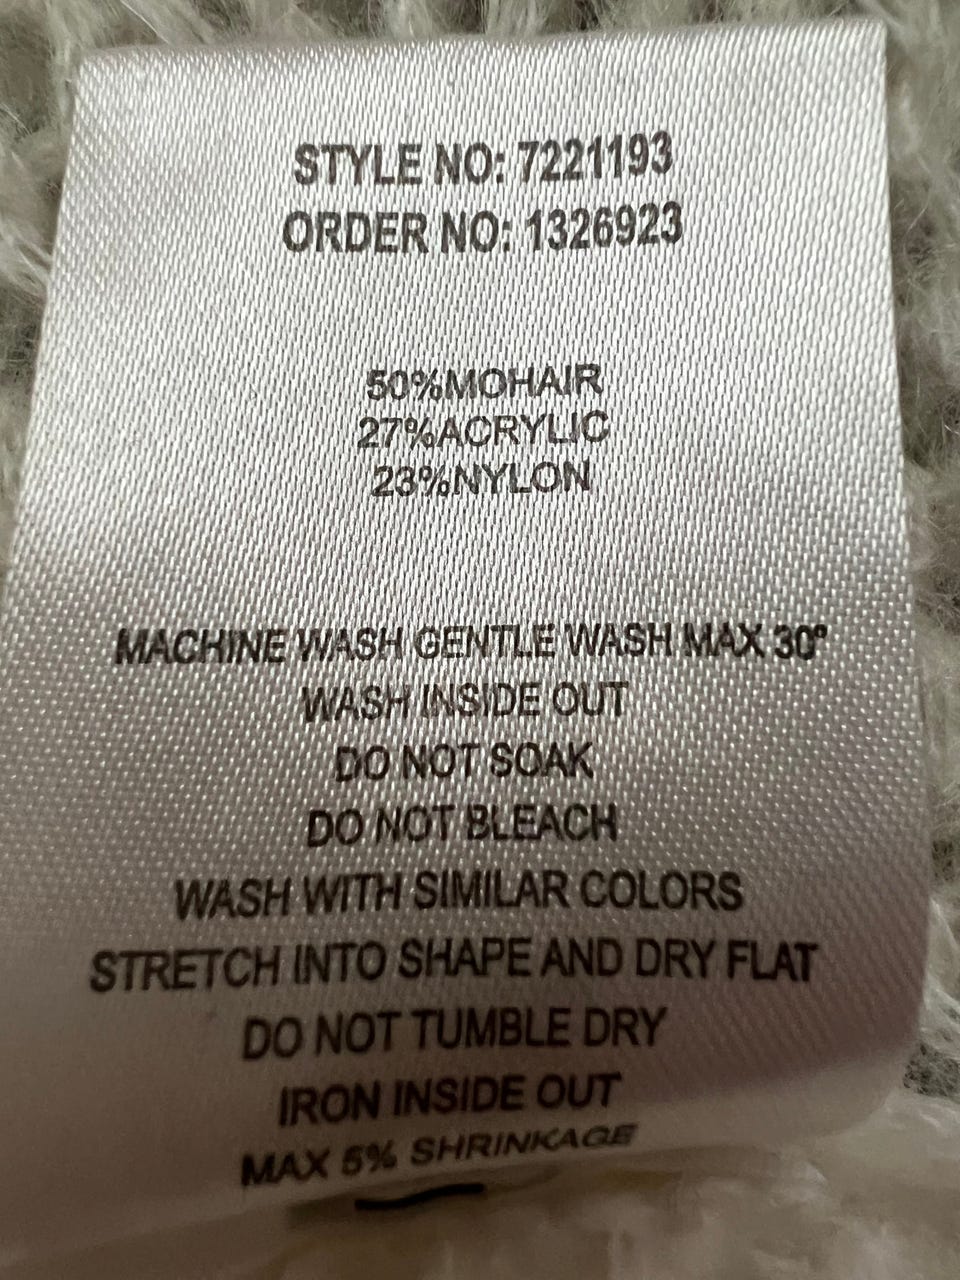 STYLE NO: 7221193
ORDER NO: 1326923
50%MOHAIR
27%ACRYLIC
23%NYLON
MACHINE WASH GENTLE WASH MAX 30°
WASH INSIDE OUT
DO NOT SOAK
DO NOT BLEACH
WASH WITH SIMILAR COLORS
STRETCH INTO SHAPE AND DRY FLAT
DO NOT TUMBLE DRY
IRON INSIDE OUT
MAX 5% SHRINKAGE